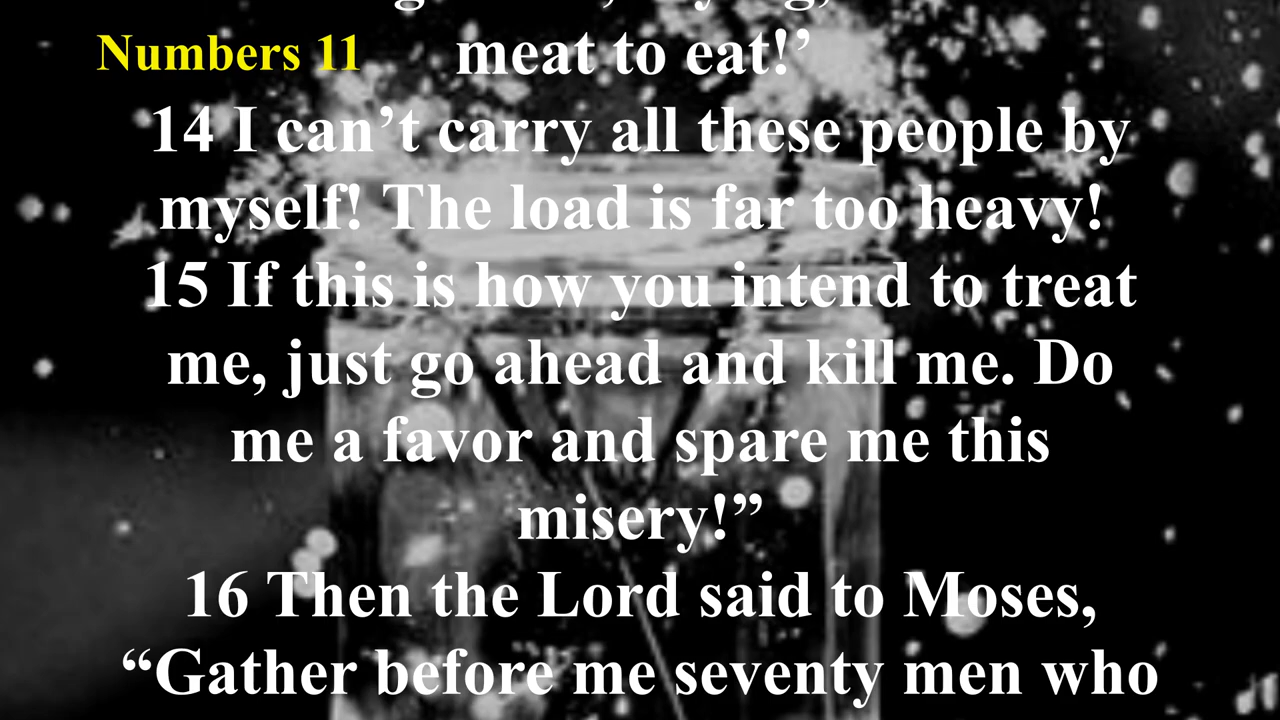 Numbers 11
meat to eat!’
14 I can’t carry all these people by
myself! The load is far too heavy!
15 If this is how you intend to treat
me, just go ahead and kill me. Do
me a favor and spare me this
misery!”
16 Then the Lord said to Moses,
“Gather before me seventy men who